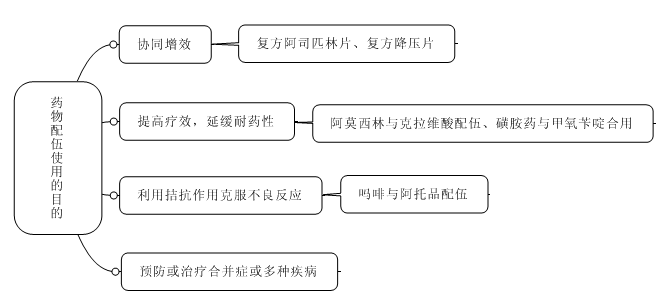 药物配伍使用的目的
协同增效
复方阿司匹林片、复方降压片
提高疗效，延缓耐药性
阿莫西林与克拉维酸配伍、磺胺药与甲氧苄啶合用
利用拮抗作用克服不良反应
吗啡与阿托品配伍
预防或治疗合并症或多种疾病